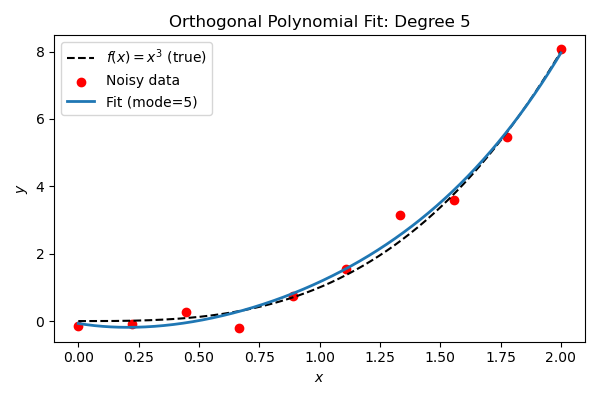 Orthogonal Polynomial Fit: Degree 5
f(x) = x³ (true)
Noisy data
Fit (mode=5)
y
8
6
4
2
0
0.00 0.25 0.50 0.75 1.00 1.25 1.50 1.75 2.00
x